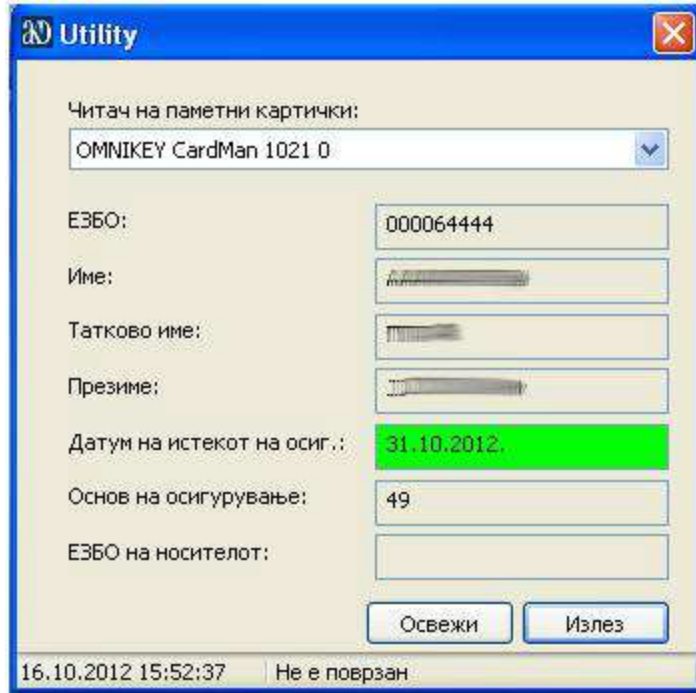 Utility
Читач на паметни картички:
OMNIKEY CardMan 1021 0
ЕЗБО: 000064444
Име:
Татково име:
Презиме:
Датум на истекот на осиг.: 31.10.2012.
Основ на осигурување: 49
ЕЗБО на носителот:
Освежи Излез
16.10.2012 15:52:37 Не е поврзан